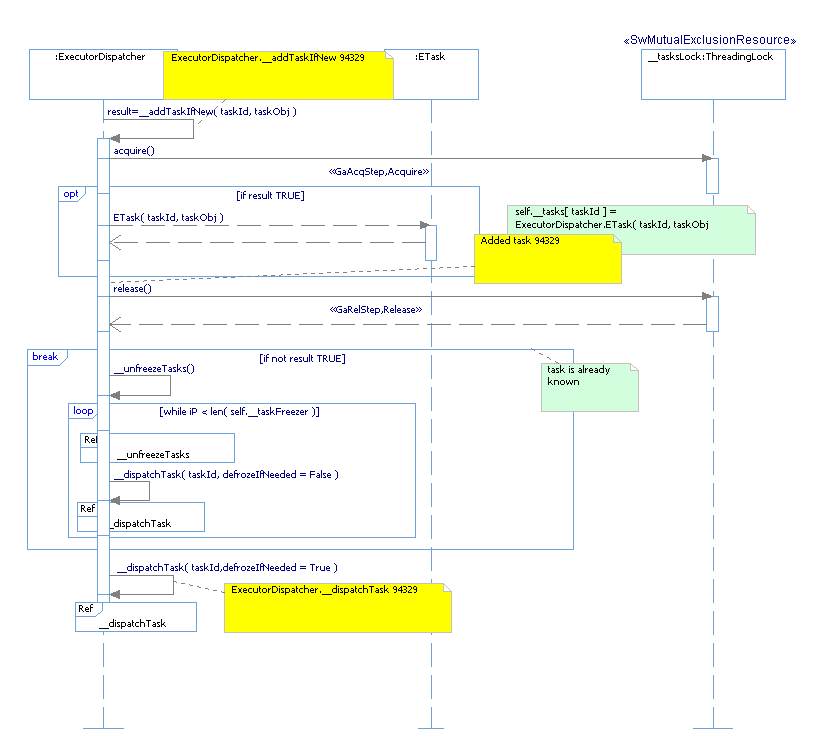 «SwMutualExclusionResource»
:ExecutorDispatcher
ExecutorDispatcher.__addTaskIfNew 94329
:ETask
__tasksLock:ThreadingLock
result=__addTaskIfNew( taskId, taskObj )
acquire()
«GaAcqStep,Acquire»
opt
[if result TRUE]
ETask( taskId, taskObj )
self.__tasks[ taskId ] =
ExecutorDispatcher.ETask( taskId, taskObj
Added task 94329
release()
«GaRelStep,Release»
break
[if not result TRUE]
__unfreezeTasks()
task is already
known
loop
[while iP < len( self.__taskFreezer )]
Ref
__unfreezeTasks
__dispatchTask( taskId, defrozeIfNeeded = False )
Ref
_dispatchTask
__dispatchTask( taskId,defrozeIfNeeded = True )
ExecutorDispatcher.__dispatchTask 94329
Ref
__dispatchTask